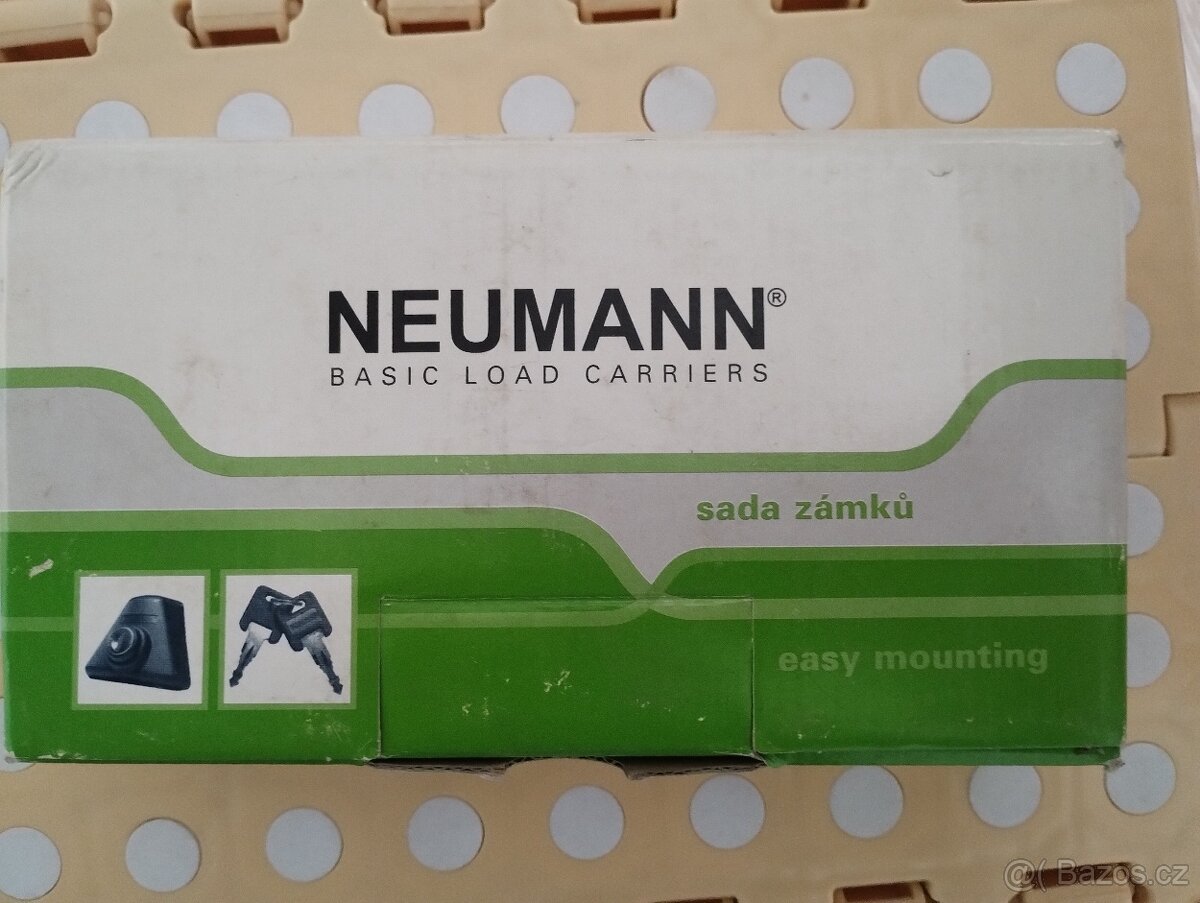 NEUMANN®
BASIC LOAD CARRIERS
sada zámků
easy mounting
@( Bazos.cz